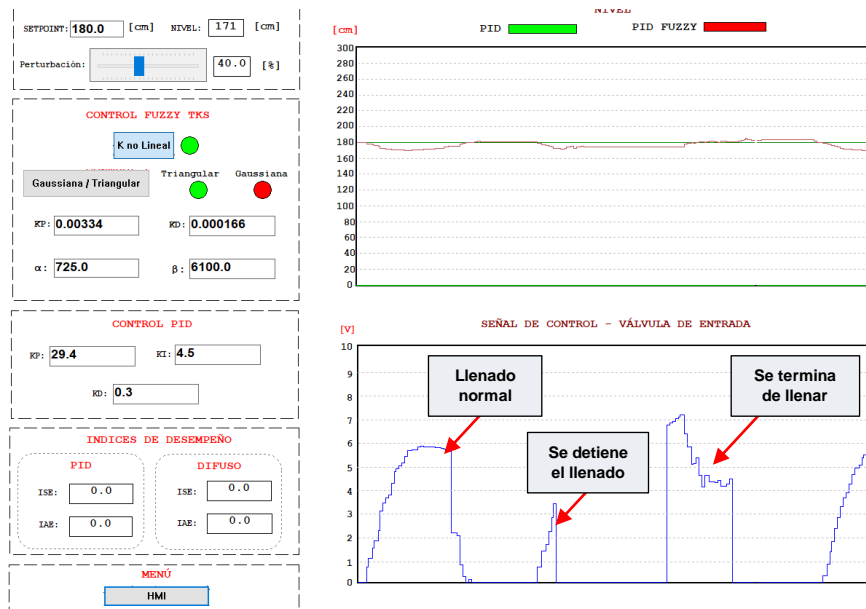 SETPOINT: 180.0 [cm] NIVEL: 171 [cm]
Perturbación: 40.0 [%]
CONTROL FUZZY TKS
K no Lineal
Gaussiana / Triangular
Triangular Gaussiana
KP: 0.00334 KD: 0.000166
α: 725.0 β: 6100.0
CONTROL PID
KP: 29.4 KI: 4.5
KD: 0.3
INDICES DE DESEMPEÑO
PID DIFUSO
ISE: 0.0 ISE: 0.0
IAE: 0.0 IAE: 0.0
MENÚ
HMI
NIVEL
[cm] PID PID FUZZY
300
280
260
240
220
200
180
160
140
120
100
80
60
40
20
0
[V] SEÑAL DE CONTROL - VÁLVULA DE ENTRADA
10
9
8
7
6
5
4
3
2
1
0
Llenado
normal
Se detiene
el llenado
Se termina
de llenar